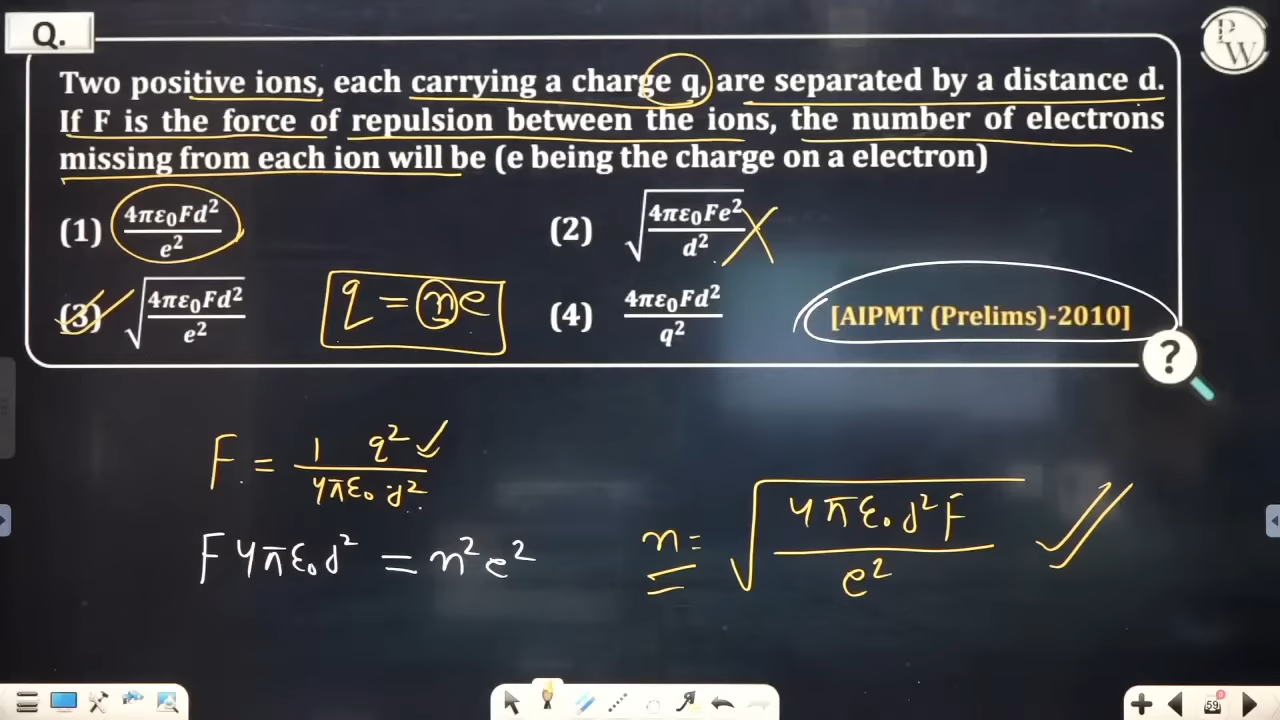 Q.
PW
Two positive ions, each carrying a charge q, are separated by a distance d.
If F is the force of repulsion between the ions, the number of electrons
missing from each ion will be (e being the charge on a electron)
(1) 4πε₀Fd²/e²
(2) √(4πε₀Fe²/d²)
(3) √(4πε₀Fd²/e²)
q = ne
(4) 4πε₀Fd²/q²
[AIPMT (Prelims)-2010]
?
F = 1 q²/4πε₀ d²
F4πε₀d² = n²e²
n = √(4πε₀d²F/e²)
59